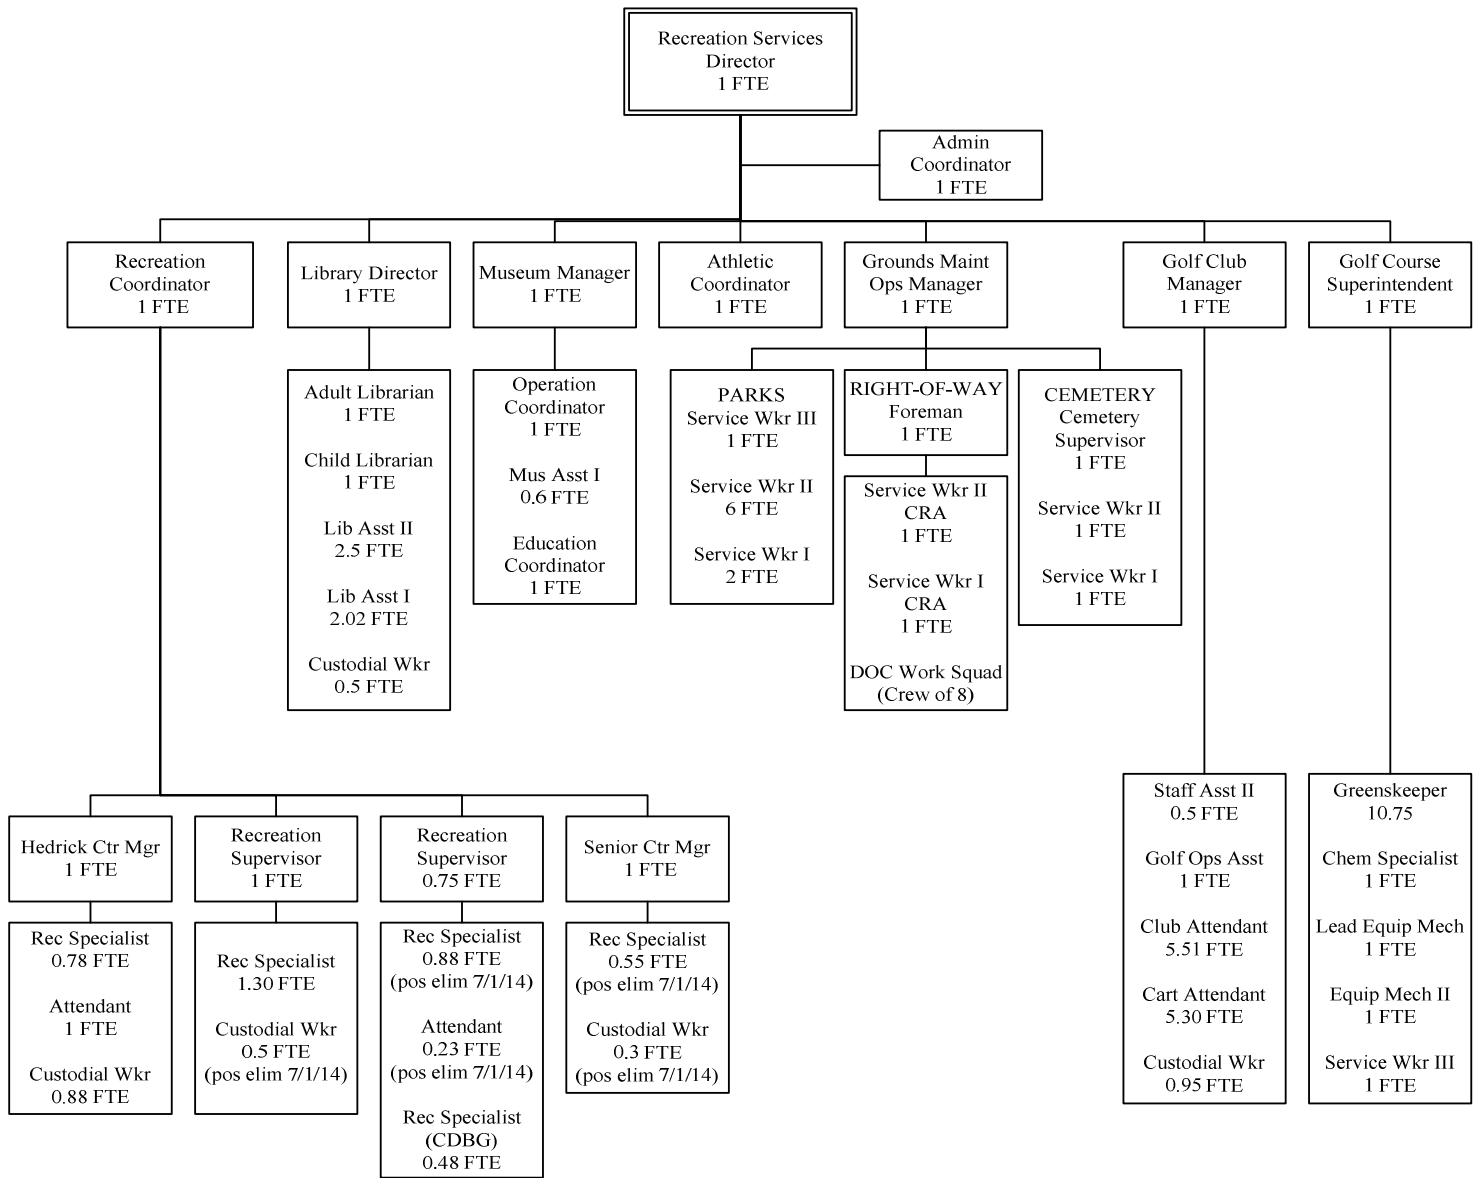 Recreation Services
Director
1 FTE
Admin
Coordinator
1 FTE
Recreation
Coordinator
1 FTE
Library Director
1 FTE
Museum Manager
1 FTE
Athletic
Coordinator
1 FTE
Grounds Maint
Ops Manager
1 FTE
Golf Club
Manager
1 FTE
Golf Course
Superintendent
1 FTE
Adult Librarian
1 FTE
Child Librarian
1 FTE
Lib Asst II
2.5 FTE
Lib Asst I
2.02 FTE
Custodial Wkr
0.5 FTE
Operation
Coordinator
1 FTE
Mus Asst I
0.6 FTE
Education
Coordinator
1 FTE
PARKS
Service Wkr III
1 FTE
Service Wkr II
6 FTE
Service Wkr I
2 FTE
RIGHT-OF-WAY
Foreman
1 FTE
Service Wkr II
CRA
1 FTE
Service Wkr I
CRA
1 FTE
DOC Work Squad
(Crew of 8)
CEMETERY
Cemetery
Supervisor
1 FTE
Service Wkr II
1 FTE
Service Wkr I
1 FTE
Hedrick Ctr Mgr
1 FTE
Recreation
Supervisor
1 FTE
Recreation
Supervisor
0.75 FTE
Senior Ctr Mgr
1 FTE
Rec Specialist
0.78 FTE
Attendant
1 FTE
Custodial Wkr
0.88 FTE
Rec Specialist
1.30 FTE
Custodial Wkr
0.5 FTE
(pos elim 7/1/14)
Rec Specialist
0.88 FTE
(pos elim 7/1/14)
Attendant
0.23 FTE
(pos elim 7/1/14)
Rec Specialist
(CDBG)
0.48 FTE
Rec Specialist
0.55 FTE
(pos elim 7/1/14)
Custodial Wkr
0.3 FTE
(pos elim 7/1/14)
Staff Asst II
0.5 FTE
Golf Ops Asst
1 FTE
Club Attendant
5.51 FTE
Cart Attendant
5.30 FTE
Custodial Wkr
0.95 FTE
Greenskeeper
10.75
Chem Specialist
1 FTE
Lead Equip Mech
1 FTE
Equip Mech II
1 FTE
Service Wkr III
1 FTE